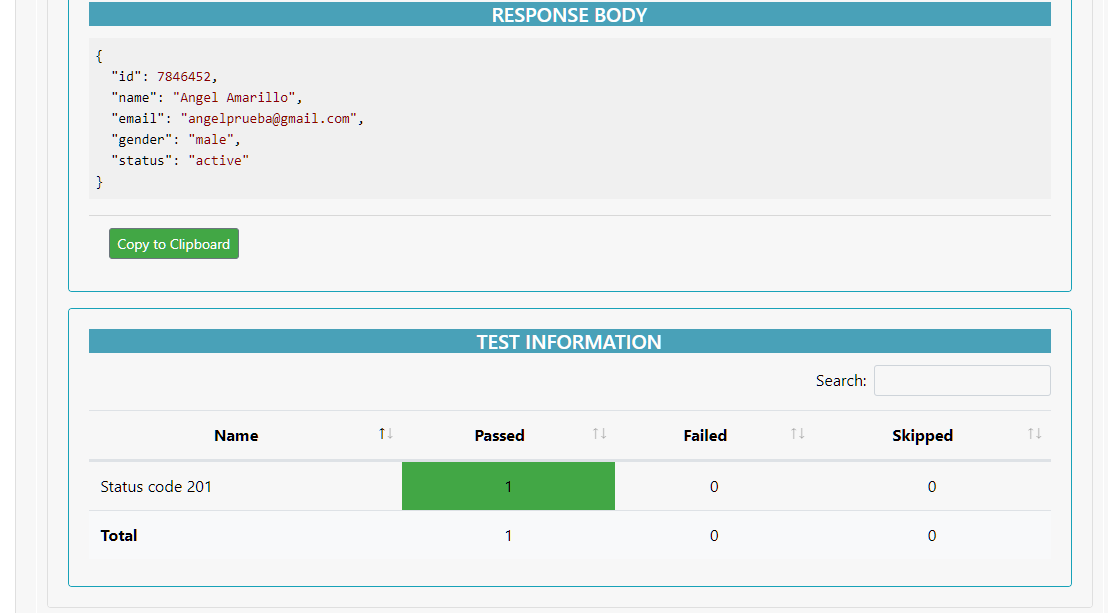 RESPONSE BODY
{
  "id": 7846452,
  "name": "Angel Amarillo",
  "email": "angelprueba@gmail.com",
  "gender": "male",
  "status": "active"
}
Copy to Clipboard
TEST INFORMATION
Search:
Name ↑↓ Passed ↑↓ Failed ↑↓ Skipped ↑↓
Status code 201 1 0 0
Total 1 0 0